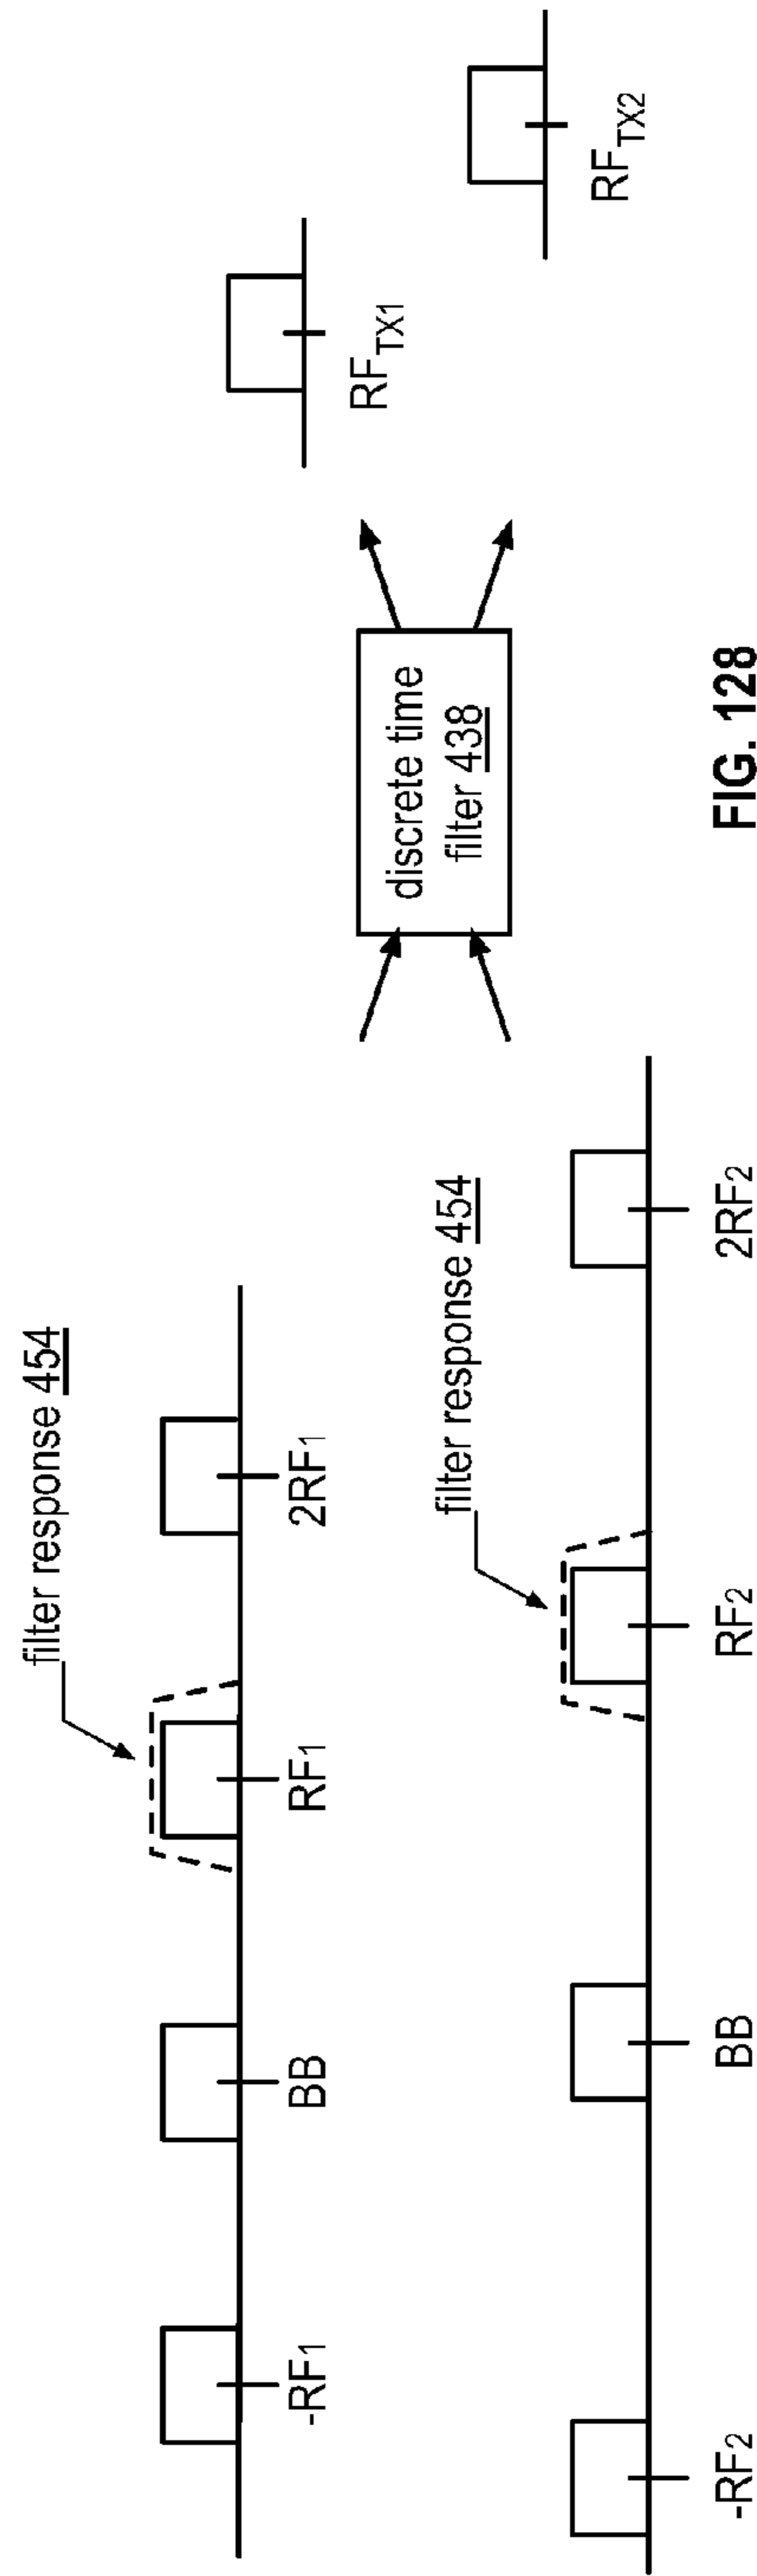 filter response 454
-RF1
BB
RF1
2RF1
discrete time
filter 438
RFTX1
filter response 454
-RF2
BB
RF2
2RF2
RFTX2
FIG. 128